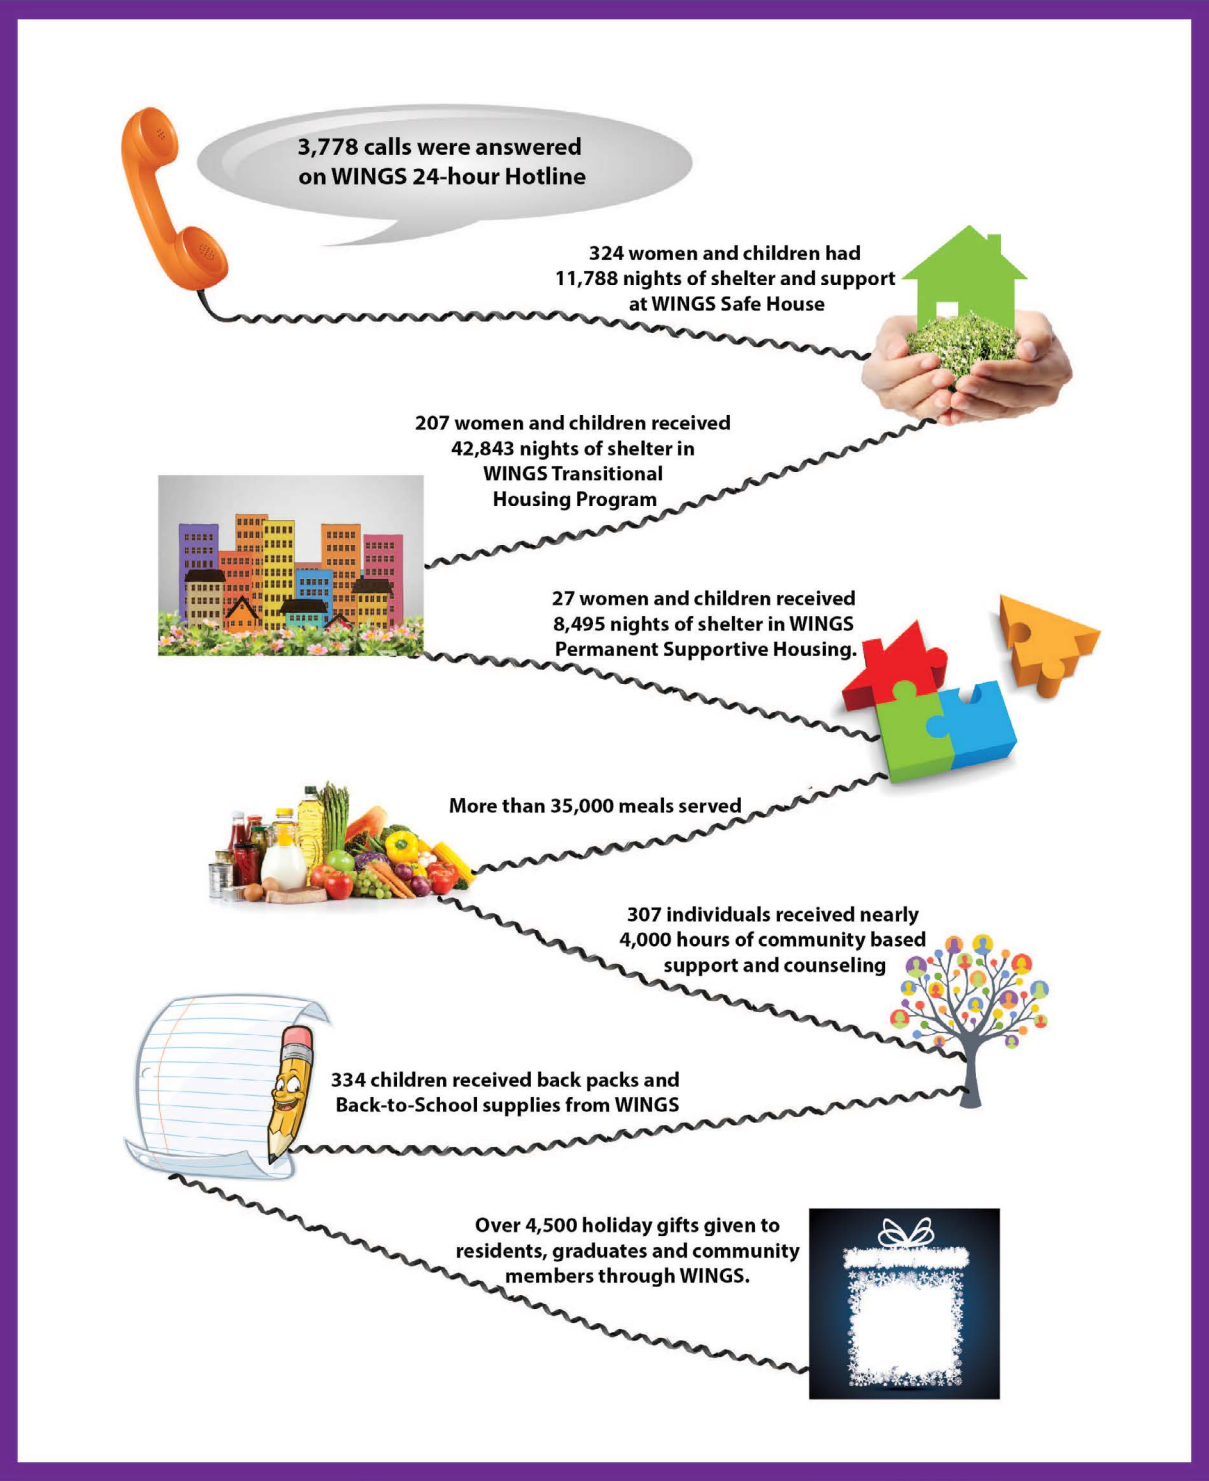 3,778 calls were answered
on WINGS 24-hour Hotline
324 women and children had
11,788 nights of shelter and support
at WINGS Safe House
207 women and children received
42,843 nights of shelter in
WINGS Transitional
Housing Program
27 women and children received
8,495 nights of shelter in WINGS
Permanent Supportive Housing.
More than 35,000 meals served
307 individuals received nearly
4,000 hours of community based
support and counseling
334 children received back packs and
Back-to-School supplies from WINGS
Over 4,500 holiday gifts given to
residents, graduates and community
members through WINGS.